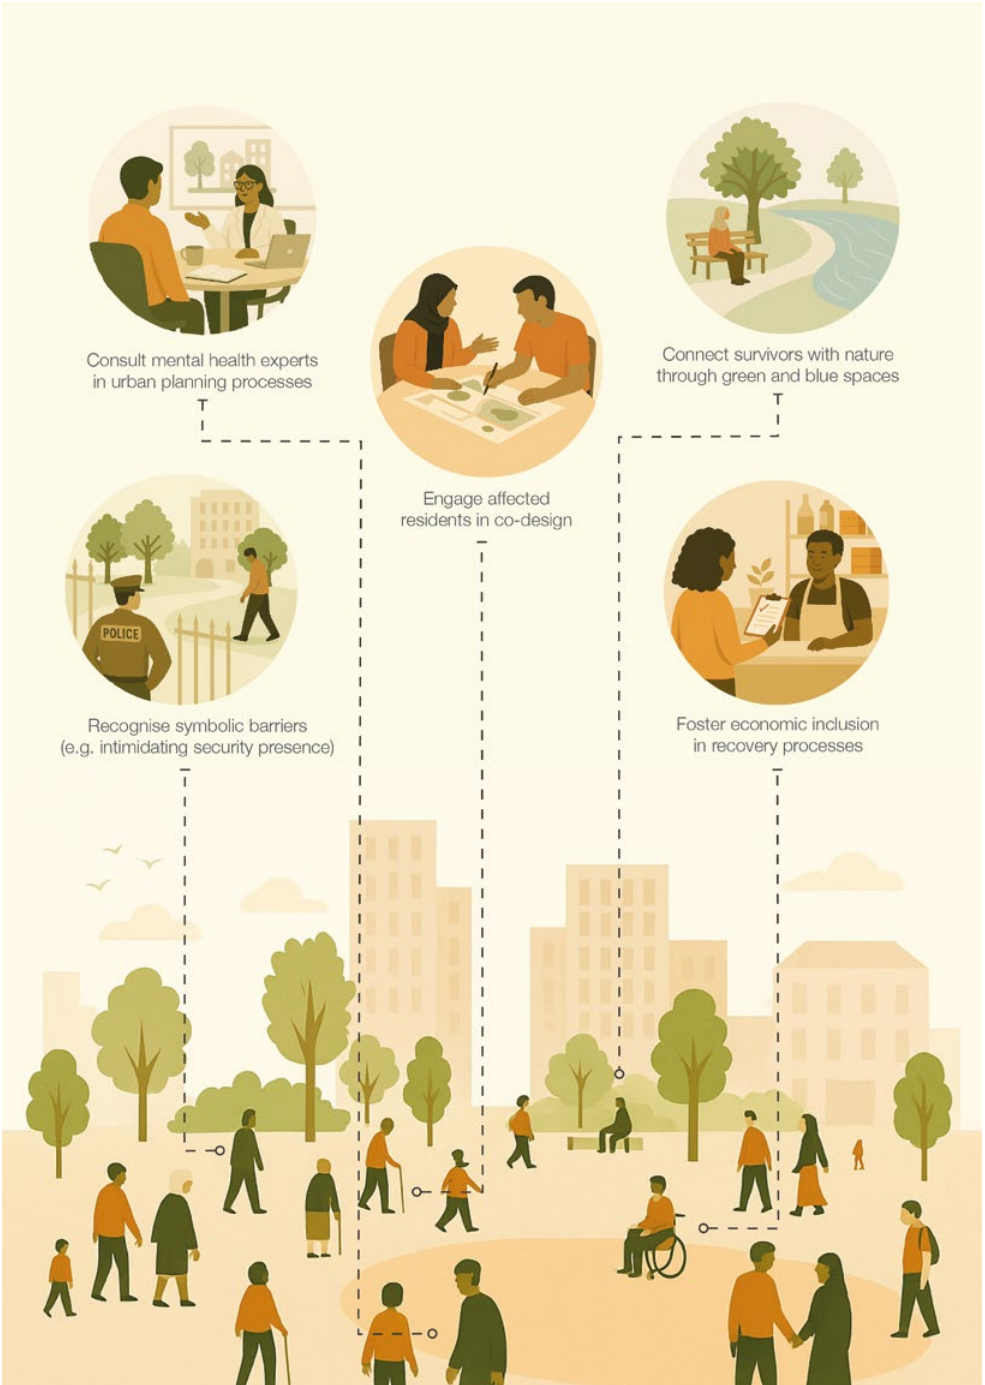 Consult mental health experts
in urban planning processes
Connect survivors with nature
through green and blue spaces
Engage affected
residents in co-design
POLICE
Recognise symbolic barriers
(e.g. intimidating security presence)
Foster economic inclusion
in recovery processes